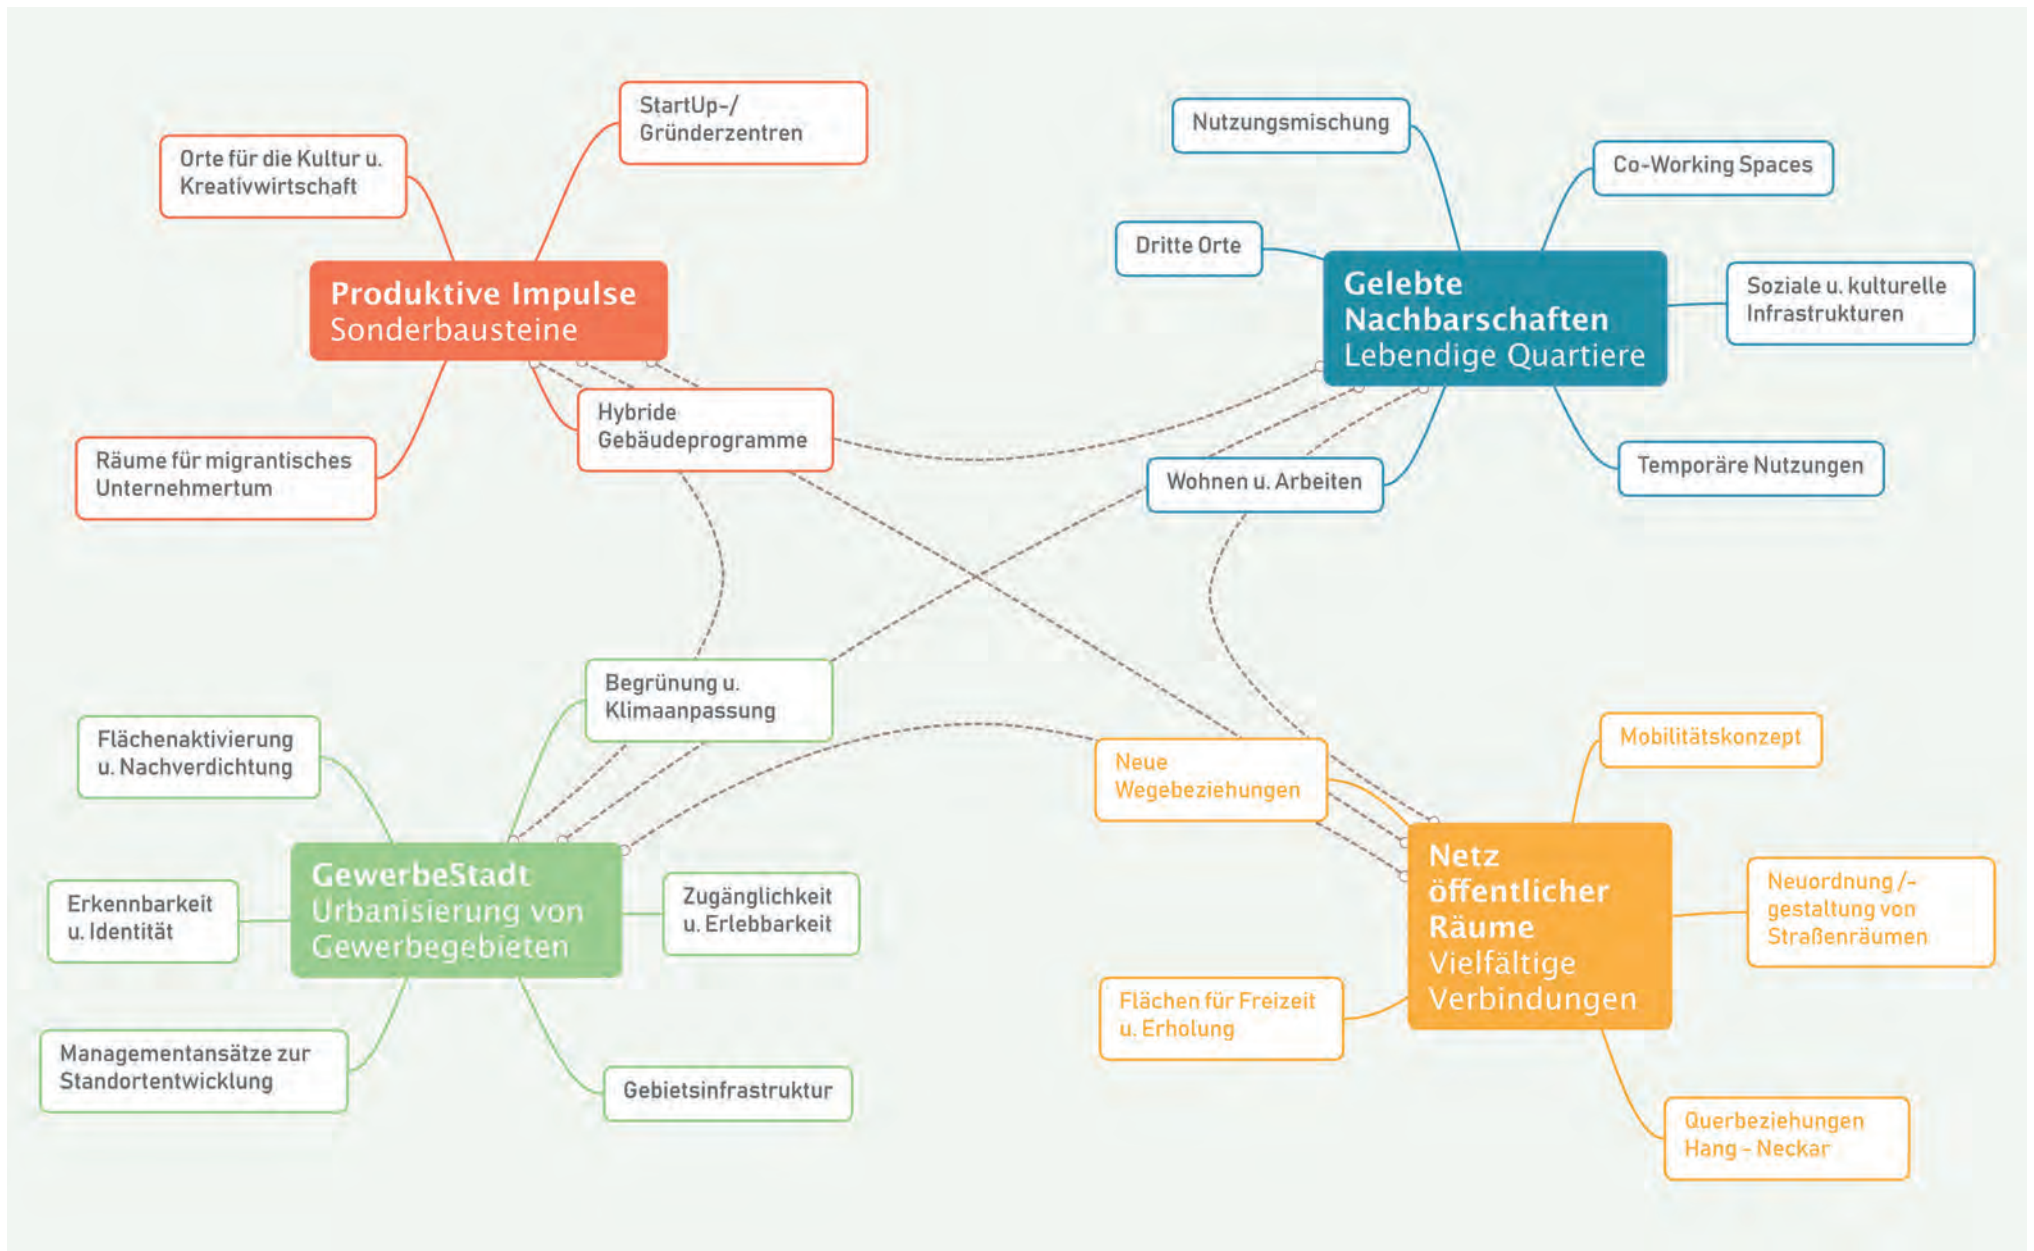 StartUp-/
Gründerzentren
Orte für die Kultur u.
Kreativwirtschaft
Produktive Impulse
Sonderbausteine
Hybride
Gebäudeprogramme
Räume für migrantisches
Unternehmertum
Nutzungsmischung
Co-Working Spaces
Dritte Orte
Gelebte
Nachbarschaften
Lebendige Quartiere
Soziale u. kulturelle
Infrastrukturen
Wohnen u. Arbeiten
Temporäre Nutzungen
Begrünung u.
Klimaanpassung
Flächenaktivierung
u. Nachverdichtung
GewerbeStadt
Urbanisierung von
Gewerbegebieten
Erkennbarkeit
u. Identität
Zugänglichkeit
u. Erlebbarkeit
Managementansätze zur
Standortentwicklung
Gebietsinfrastruktur
Neue
Wegebeziehungen
Mobilitätskonzept
Netz
öffentlicher
Räume
Vielfältige
Verbindungen
Neuordnung /-
gestaltung von
Straßenräumen
Flächen für Freizeit
u. Erholung
Querbeziehungen
Hang - Neckar